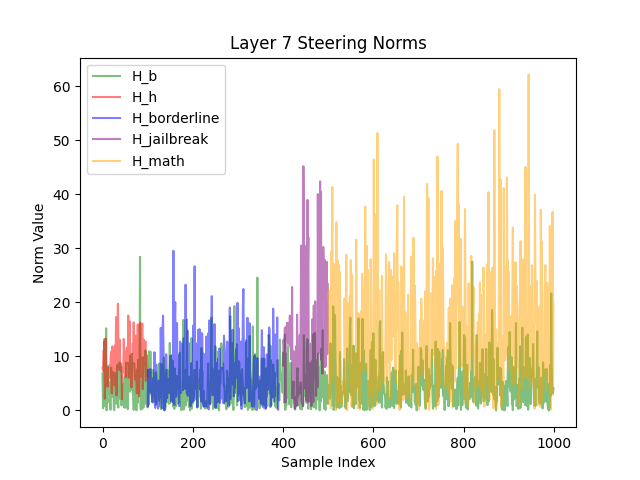 Layer 7 Steering Norms
Norm Value
60
50
40
30
20
10
0
H_b
H_h
H_borderline
H_jailbreak
H_math
0 200 400 600 800 1000
Sample Index